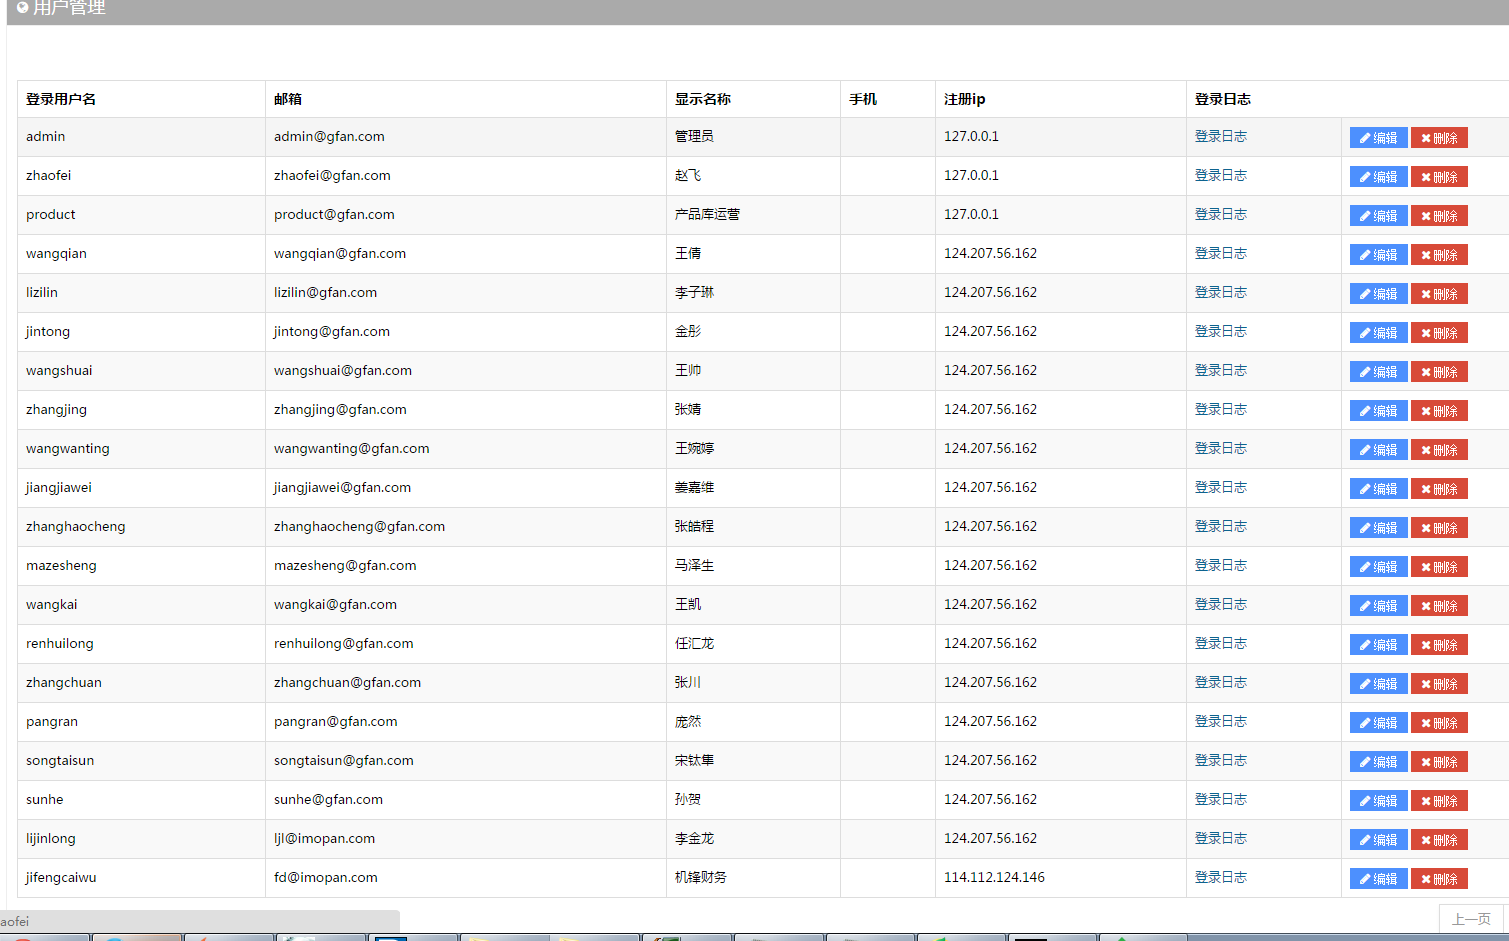 用户管理
登录用户名 邮箱 显示名称 手机 注册ip 登录日志
admin admin@gfan.com 管理员 127.0.0.1 登录日志 编辑 删除
zhaofei zhaofei@gfan.com 赵飞 127.0.0.1 登录日志 编辑 删除
product product@gfan.com 产品库运营 127.0.0.1 登录日志 编辑 删除
wangqian wangqian@gfan.com 王倩 124.207.56.162 登录日志 编辑 删除
lizilin lizilin@gfan.com 李子琳 124.207.56.162 登录日志 编辑 删除
jintong jintong@gfan.com 金彤 124.207.56.162 登录日志 编辑 删除
wangshuai wangshuai@gfan.com 王帅 124.207.56.162 登录日志 编辑 删除
zhangjing zhangjing@gfan.com 张婧 124.207.56.162 登录日志 编辑 删除
wangwanting wangwanting@gfan.com 王婉婷 124.207.56.162 登录日志 编辑 删除
jiangjiawei jiangjiawei@gfan.com 姜嘉维 124.207.56.162 登录日志 编辑 删除
zhanghaocheng zhanghaocheng@gfan.com 张皓程 124.207.56.162 登录日志 编辑 删除
mazesheng mazesheng@gfan.com 马泽生 124.207.56.162 登录日志 编辑 删除
wangkai wangkai@gfan.com 王凯 124.207.56.162 登录日志 编辑 删除
renhuilong renhuilong@gfan.com 任汇龙 124.207.56.162 登录日志 编辑 删除
zhangchuan zhangchuan@gfan.com 张川 124.207.56.162 登录日志 编辑 删除
pangran pangran@gfan.com 庞然 124.207.56.162 登录日志 编辑 删除
songtaisun songtaisun@gfan.com 宋钛隼 124.207.56.162 登录日志 编辑 删除
sunhe sunhe@gfan.com 孙贺 124.207.56.162 登录日志 编辑 删除
lijinlong ljl@imopan.com 李金龙 124.207.56.162 登录日志 编辑 删除
jifengcaiwu fd@imopan.com 机锋财务 114.112.124.146 登录日志 编辑 删除
aofei 上一页